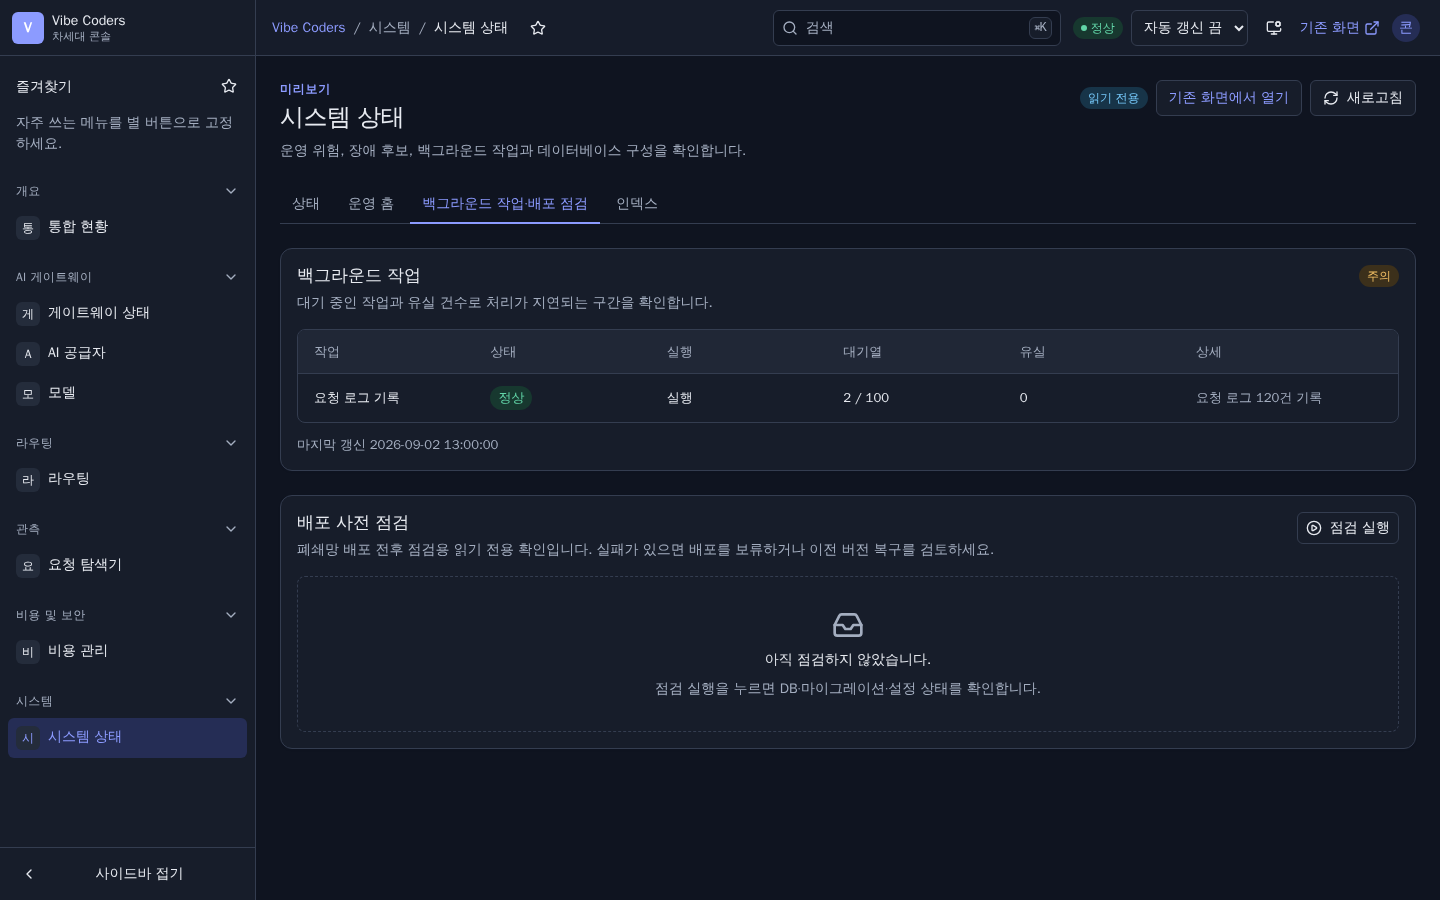 V
Vibe Coders
차세대 콘솔
Vibe Coders / 시스템 / 시스템 상태
검색
⌘K
정상
자동 갱신 끔
기존 화면
콘
즐겨찾기
자주 쓰는 메뉴를 별 버튼으로 고정
하세요.
개요
통 통합 현황
AI 게이트웨이
게 게이트웨이 상태
A AI 공급자
모 모델
라우팅
라 라우팅
관측
요 요청 탐색기
비용 및 보안
비 비용 관리
시스템
시 시스템 상태
사이드바 접기
미리보기
시스템 상태
운영 위험, 장애 후보, 백그라운드 작업과 데이터베이스 구성을 확인합니다.
읽기 전용
기존 화면에서 열기
새로고침
상태 운영 홈 백그라운드 작업·배포 점검 인덱스
백그라운드 작업
대기 중인 작업과 유실 건수로 처리가 지연되는 구간을 확인합니다.
주의
작업 상태 실행 대기열 유실 상세
요청 로그 기록 정상 실행 2 / 100 0 요청 로그 120건 기록
마지막 갱신 2026-09-02 13:00:00
배포 사전 점검
폐쇄망 배포 전후 점검용 읽기 전용 확인입니다. 실패가 있으면 배포를 보류하거나 이전 버전 복구를 검토하세요.
점검 실행
아직 점검하지 않았습니다.
점검 실행을 누르면 DB·마이그레이션·설정 상태를 확인합니다.